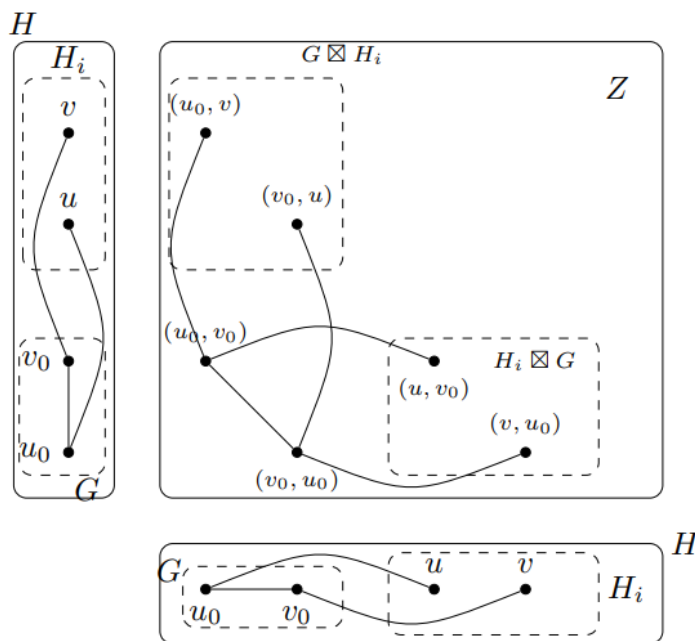 H
G ⊠ H_i
H_i
Z
v
(u_0, v)
u
(v_0, u)
(u_0, v_0)
v_0
H_i ⊠ G
(u, v_0)
(v, u_0)
u_0
(v_0, u_0)
G
H
G
u
v
H_i
u_0
v_0